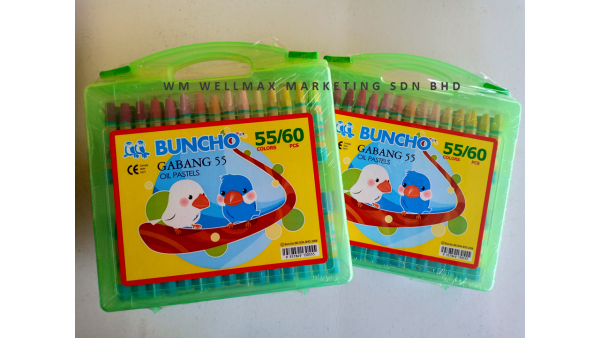 WM WELLMAX MARKETING SDN BHD
BUNCHO
55/60
COLORS PCS
GABANG 55
OIL PASTELS
CE
BUNCHO
55/60
COLORS PCS
GABANG 55
OIL PASTELS
CE